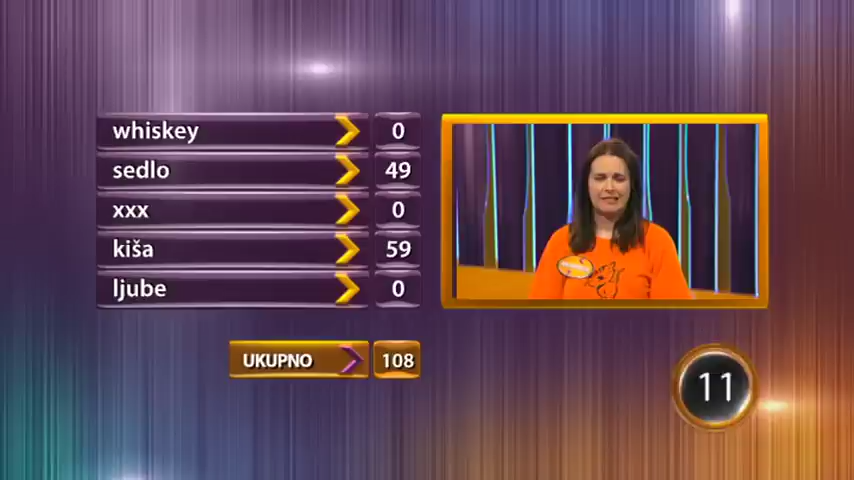 whiskey 0
sedlo 49
xxx 0
kiša 59
ljube 0
UKUPNO 108
11